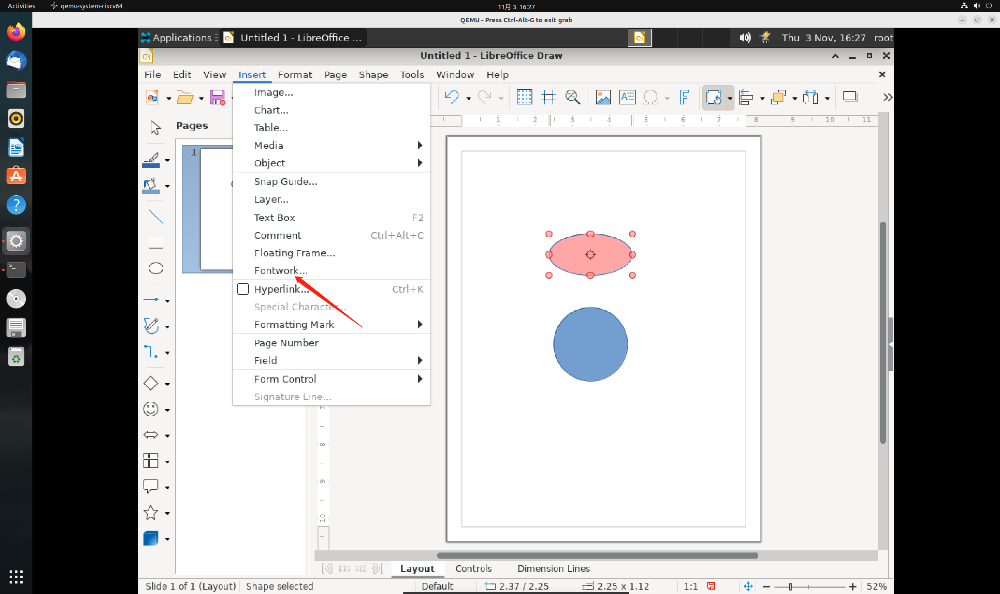 Activities qemu-system-riscv64 11月 3 16:27
QEMU - Press Ctrl-Alt-G to exit grab
Applications Untitled 1 - LibreOffice ... Thu 3 Nov, 16:27 root
Untitled 1 - LibreOffice Draw
File Edit View Insert Format Page Shape Tools Window Help
Image...
Chart...
Table...
Media
Object
Snap Guide...
Layer...
Text Box F2
Comment Ctrl+Alt+C
Floating Frame...
Fontwork...
Hyperlink... Ctrl+K
Special Character...
Formatting Mark
Page Number
Field
Form Control
Signature Line...
Pages
1
1 2 3 4 5 6 7 8 9 10 11
7
8
9
10
Layout Controls Dimension Lines
Slide 1 of 1 (Layout) Shape selected Default 2.37 / 2.25 2.25 x 1.12 1:1 52%